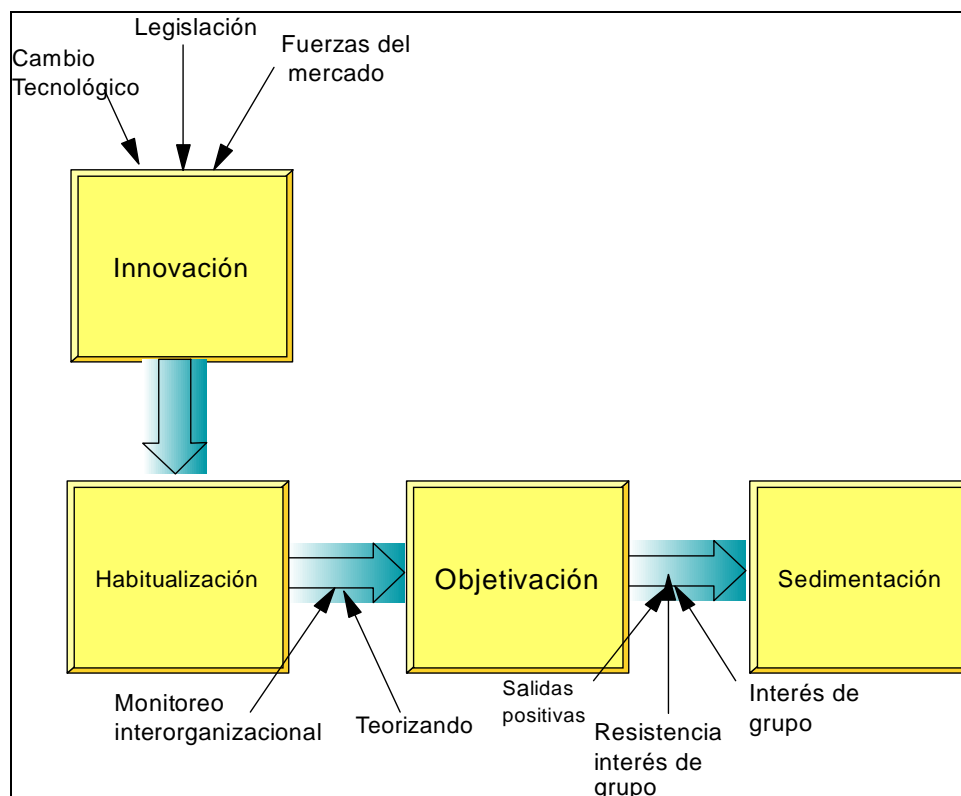 Legislación
Fuerzas del
mercado
Cambio
Tecnológico
Innovación
Habitualización
Objetivación
Sedimentación
Monitoreo
interorganizacional
Teorizando
Salidas
positivas
Resistencia
interés de
grupo
Interés de
grupo